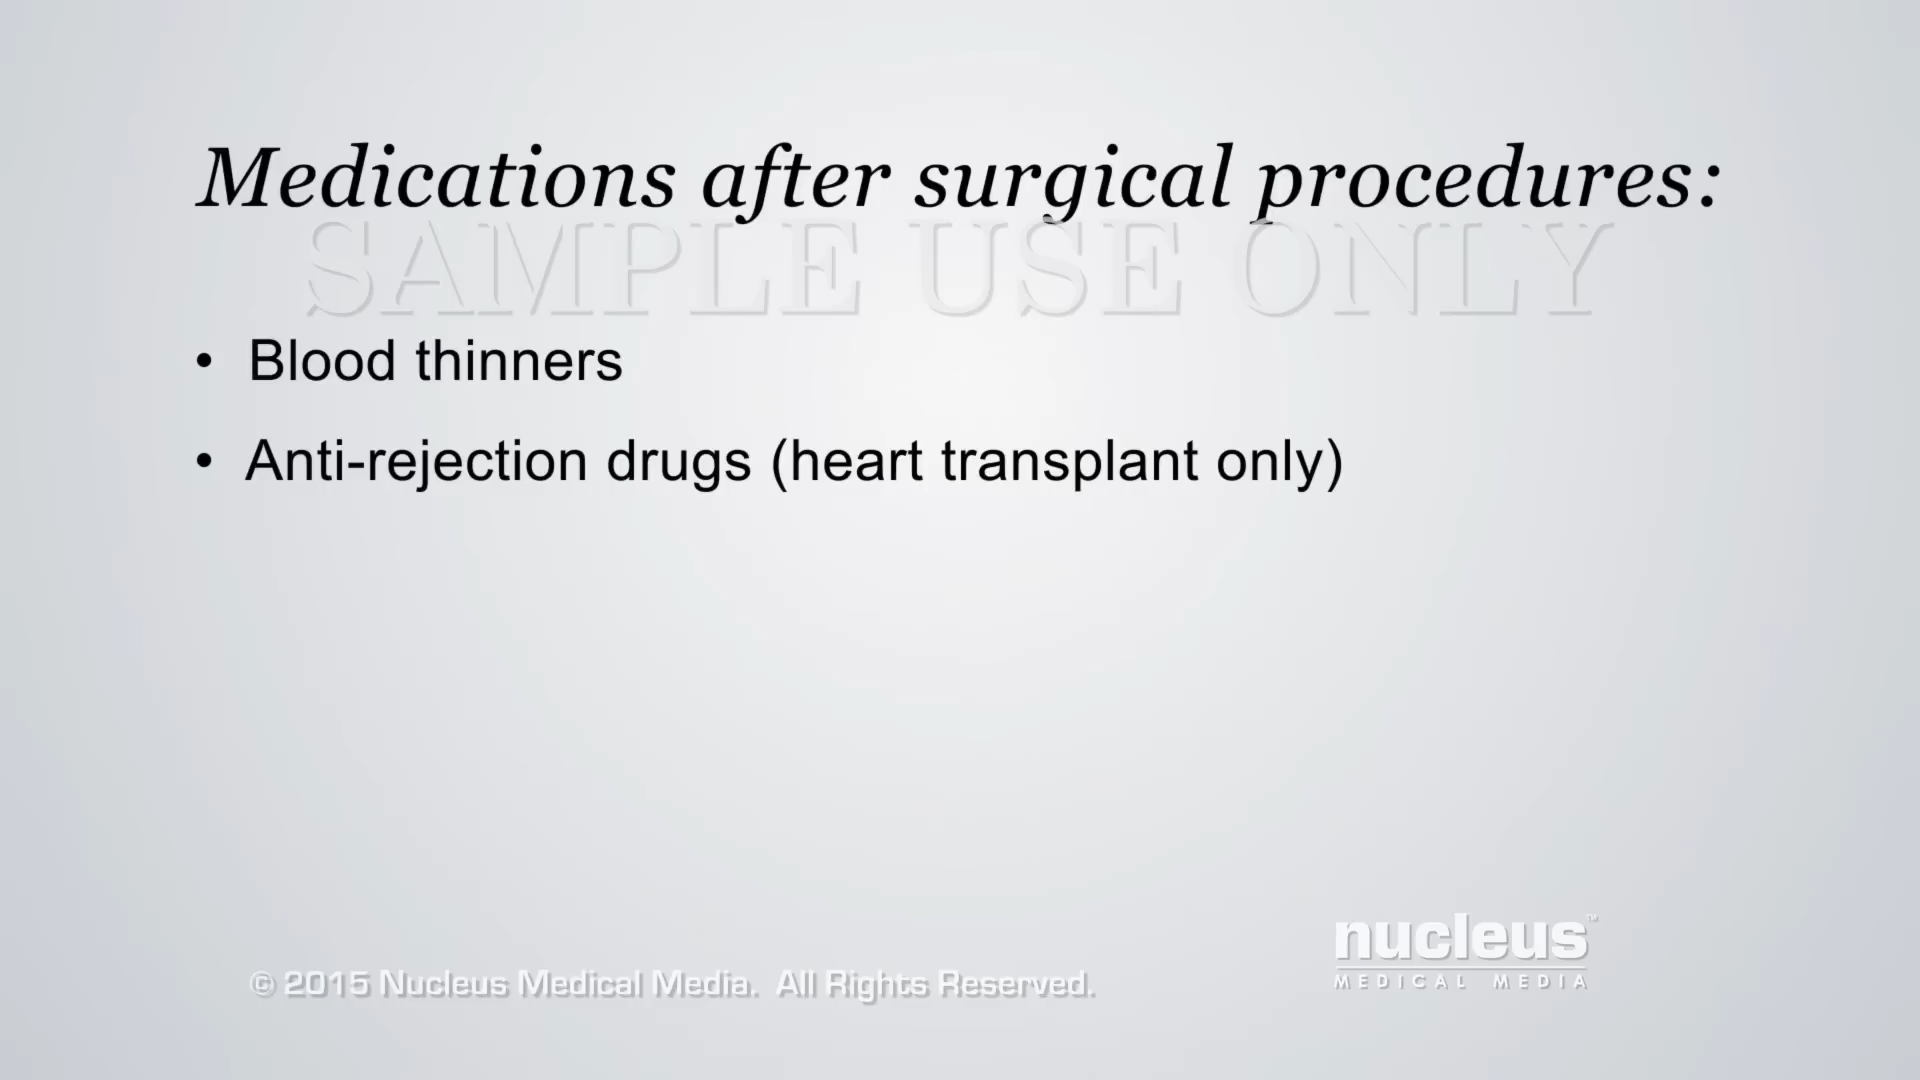 Medications after surgical procedures:
SAMPLE USE ONLY
• Blood thinners
• Anti-rejection drugs (heart transplant only)
nucleus™
MEDICAL MEDIA
© 2015 Nucleus Medical Media. All Rights Reserved.